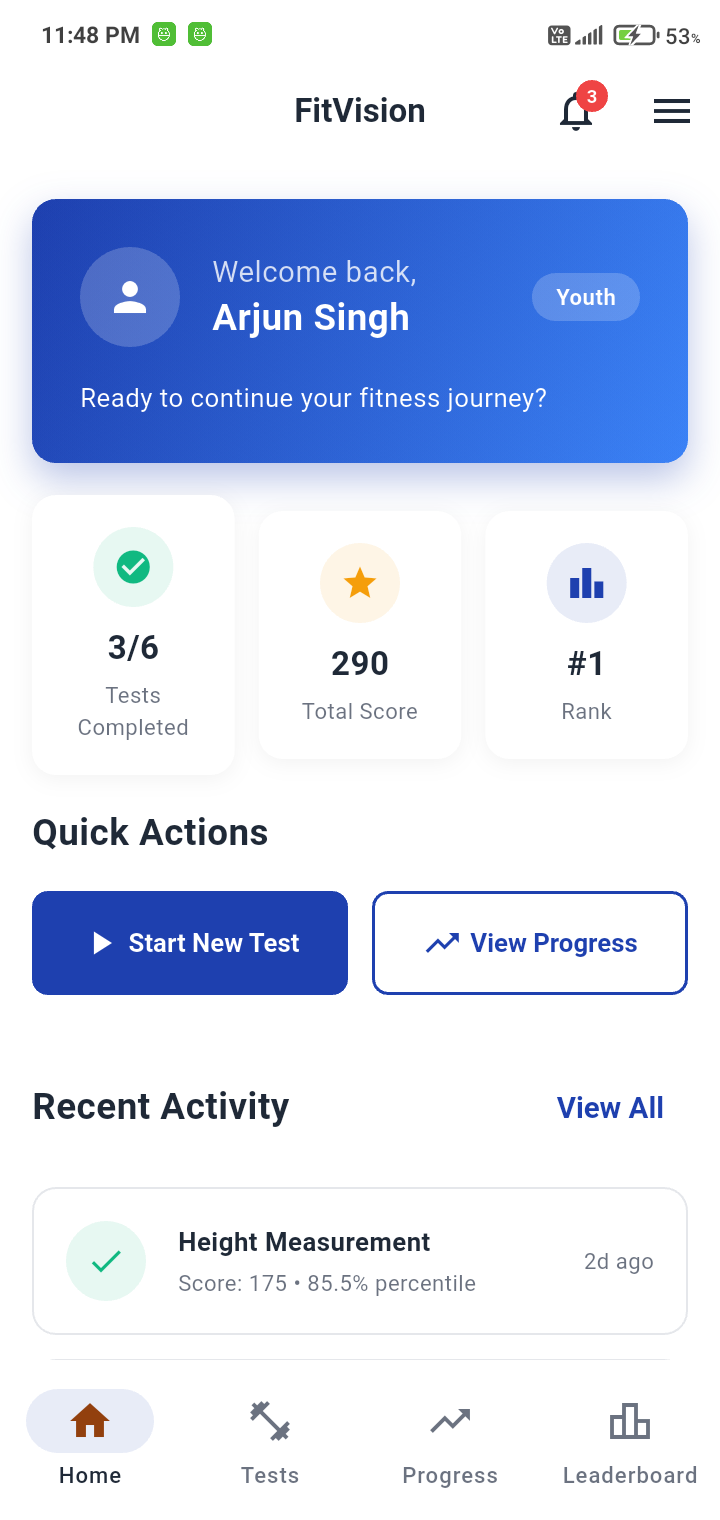 11:48 PM
Vo LTE
53%
FitVision
3
Welcome back,
Arjun Singh
Youth
Ready to continue your fitness journey?
3/6
Tests
Completed
290
Total Score
#1
Rank
Quick Actions
Start New Test
View Progress
Recent Activity
View All
Height Measurement
Score: 175 • 85.5% percentile
2d ago
Home
Tests
Progress
Leaderboard